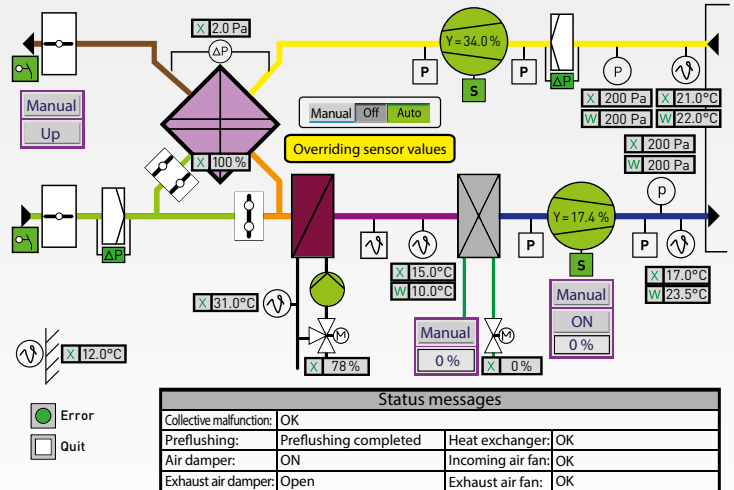 X 2.0 Pa
ΔP
Y=34.0 %
P
P
S
ΔP
P
X 200 Pa
W 200 Pa
X 21.0°C
W 22.0°C
Manual
Up
Manual Off Auto
Overriding sensor values
X 100 %
X 200 Pa
W 200 Pa
p
ΔP
Y=17.4 %
P
P
S
X 15.0°C
W 10.0°C
X 17.0°C
W 23.5°C
X 31.0°C
Manual
ON
0 %
Manual
0 %
M
M
X 78 %
X 0%
X 12.0°C
Error
Quit
Status messages
Collective malfunction: OK
Preflushing: Preflushing completed Heat exchanger: OK
Air damper: ON Incoming air fan: OK
Exhaust air damper: Open Exhaust air fan: OK